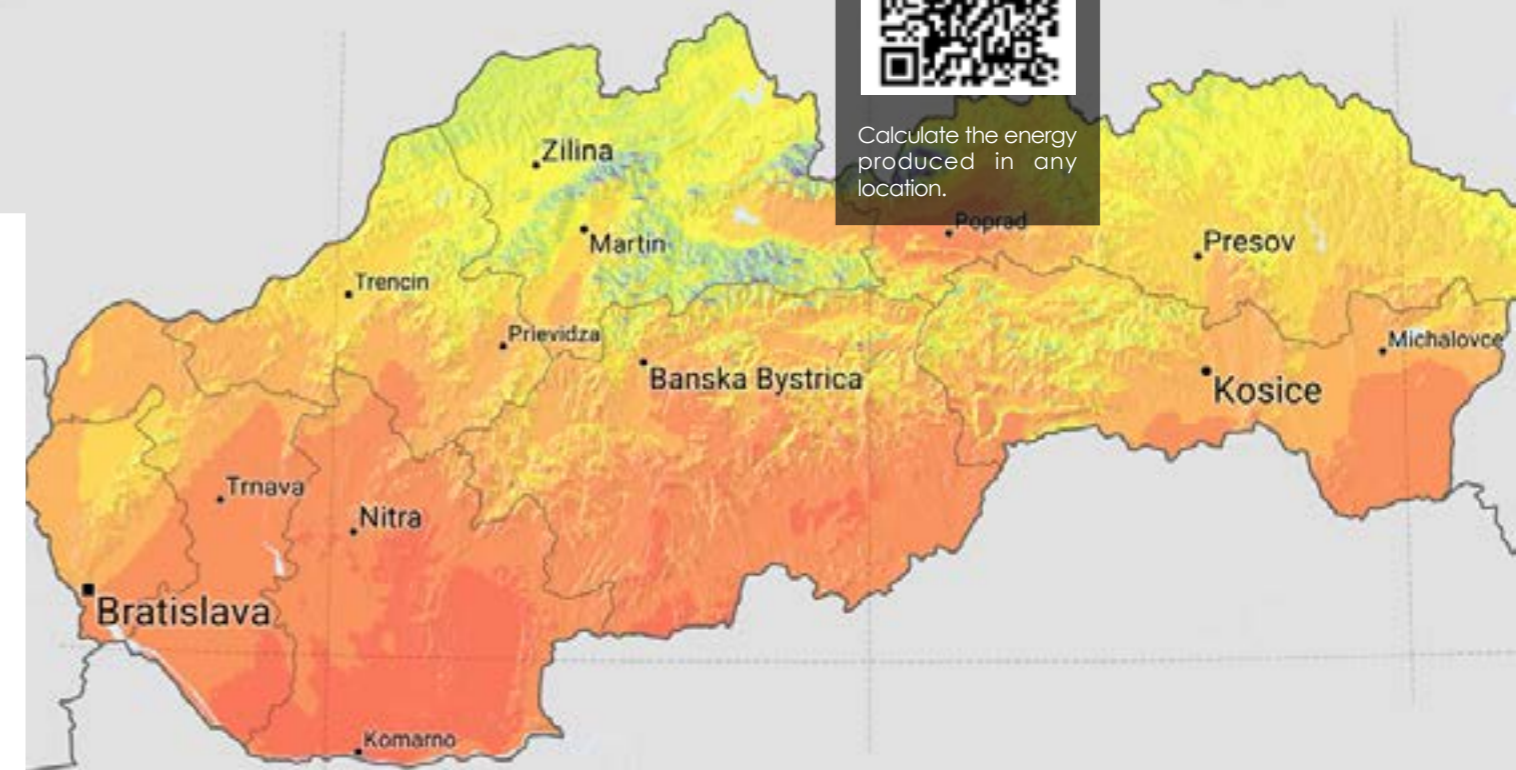 Calculate the energy
produced in any
location.
Zilina
Martin
Poprad
Presov
Trencin
Prievidza
Michalovce
Banska Bystrica
Kosice
Trnava
Nitra
Bratislava
Komarno